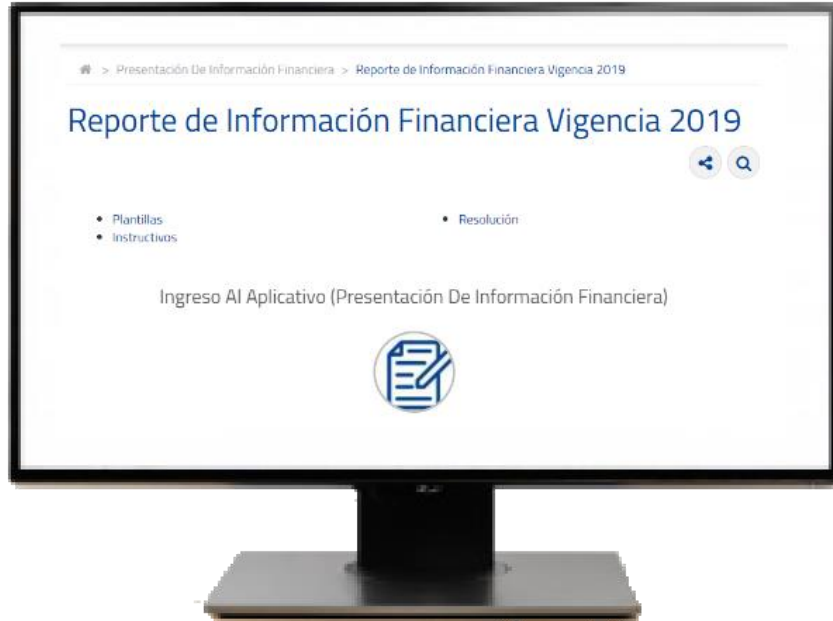 > Presentación De Información Financiera > Reporte de Información Financiera Vigencia 2019
Reporte de Información Financiera Vigencia 2019
• Plantillas
• Resolución
• Instructivos
Ingreso Al Aplicativo (Presentación De Información Financiera)